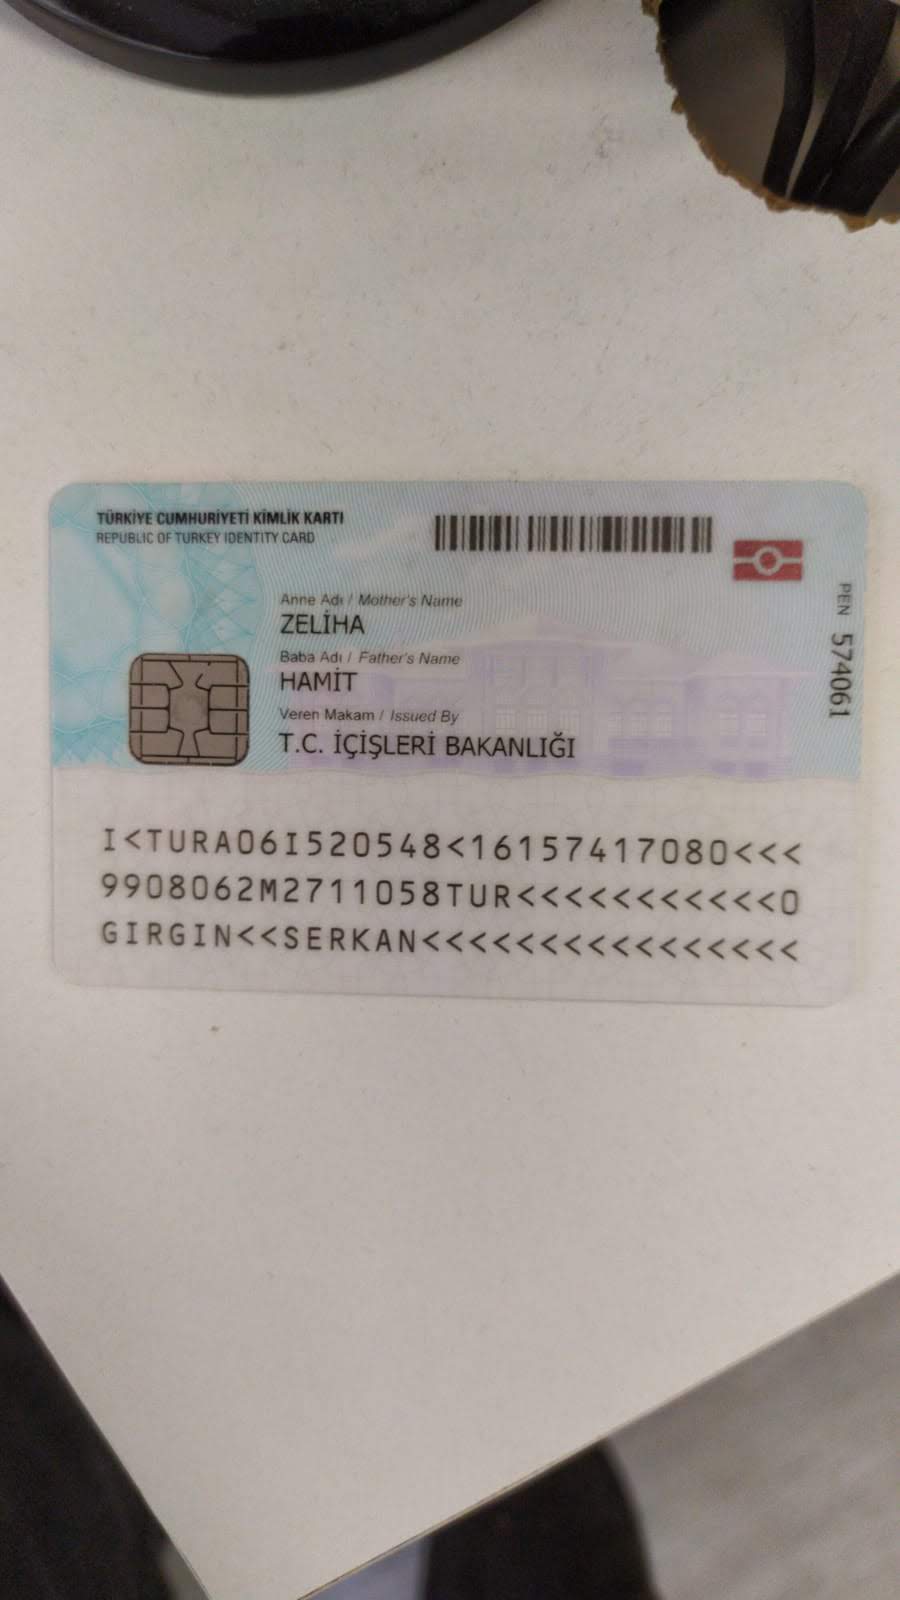 TÜRKİYE CUMHURİYETİ KİMLİK KARTI
REPUBLIC OF TURKEY IDENTITY CARD
Anne Adı / Mother's Name
ZELİHA
Baba Adı / Father's Name
HAMİT
Veren Makam / Issued By
T.C. İÇİŞLERİ BAKANLIĞI
PEN 574061
I<TURA06I520548<16157417080<<<
9908062M2711058TUR<<<<<<<<<<<0
GIRGIN<<SERKAN<<<<<<<<<<<<<<<<